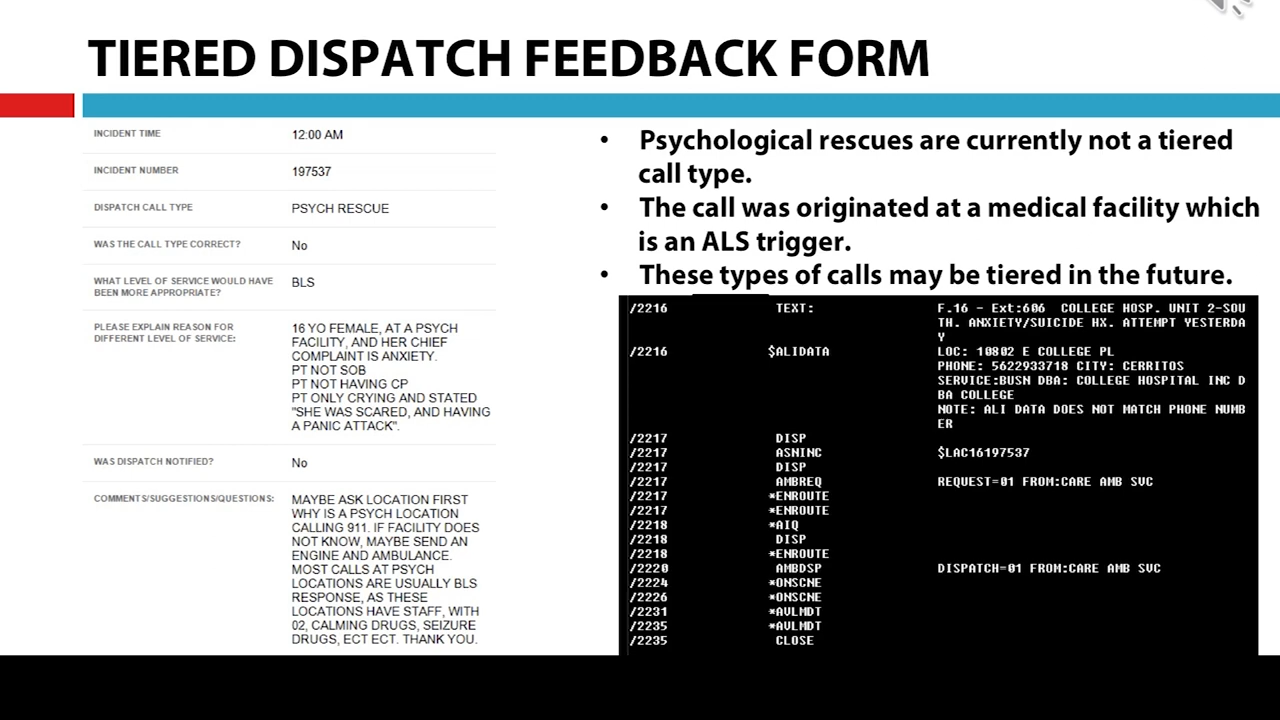 TIERED DISPATCH FEEDBACK FORM
INCIDENT TIME 12:00 AM
INCIDENT NUMBER 197537
DISPATCH CALL TYPE PSYCH RESCUE
WAS THE CALL TYPE CORRECT? No
WHAT LEVEL OF SERVICE WOULD HAVE
BEEN MORE APPROPRIATE?
BLS
PLEASE EXPLAIN REASON FOR
DIFFERENT LEVEL OF SERVICE:
16 YO FEMALE, AT A PSYCH
FACILITY, AND HER CHIEF
COMPLAINT IS ANXIETY.
PT NOT SOB
PT NOT HAVING CP
PT ONLY CRYING AND STATED
"SHE WAS SCARED, AND HAVING
A PANIC ATTACK".
WAS DISPATCH NOTIFIED? No
COMMENTS/SUGGESTIONS/QUESTIONS:
MAYBE ASK LOCATION FIRST
WHY IS A PSYCH LOCATION
CALLING 911. IF FACILITY DOES
NOT KNOW, MAYBE SEND AN
ENGINE AND AMBULANCE.
MOST CALLS AT PSYCH
LOCATIONS ARE USUALLY BLS
RESPONSE, AS THESE
LOCATIONS HAVE STAFF, WITH
02, CALMING DRUGS, SEIZURE
DRUGS, ECT ECT. THANK YOU.
• Psychological rescues are currently not a tiered
call type.
• The call was originated at a medical facility which
is an ALS trigger.
• These types of calls may be tiered in the future.
/2216 TEXT: F.16 - Ext:606 COLLEGE HOSP. UNIT 2-SOU
TH. ANXIETY/SUICIDE HX. ATTEMPT YESTERDA
Y
/2216 $ALIDATA LOC: 10802 E COLLEGE PL
PHONE: 5622933718 CITY: CERRITOS
SERVICE:BUSN DBA: COLLEGE HOSPITAL INC D
BA COLLEGE
NOTE: ALI DATA DOES NOT MATCH PHONE NUMB
ER
/2217 DISP
/2217 ASNINC $LAC16197537
/2217 DISP
/2217 AMBREQ REQUEST=01 FROM:CARE AMB SVC
/2217 *ENROUTE
/2217 *ENROUTE
/2218 *AIQ
/2218 DISP
/2218 *ENROUTE
/2220 AMBDSP DISPATCH=01 FROM:CARE AMB SVC
/2224 *ONSCNE
/2226 *ONSCNE
/2231 *AVLMDT
/2235 *AVLMDT
/2235 CLOSE